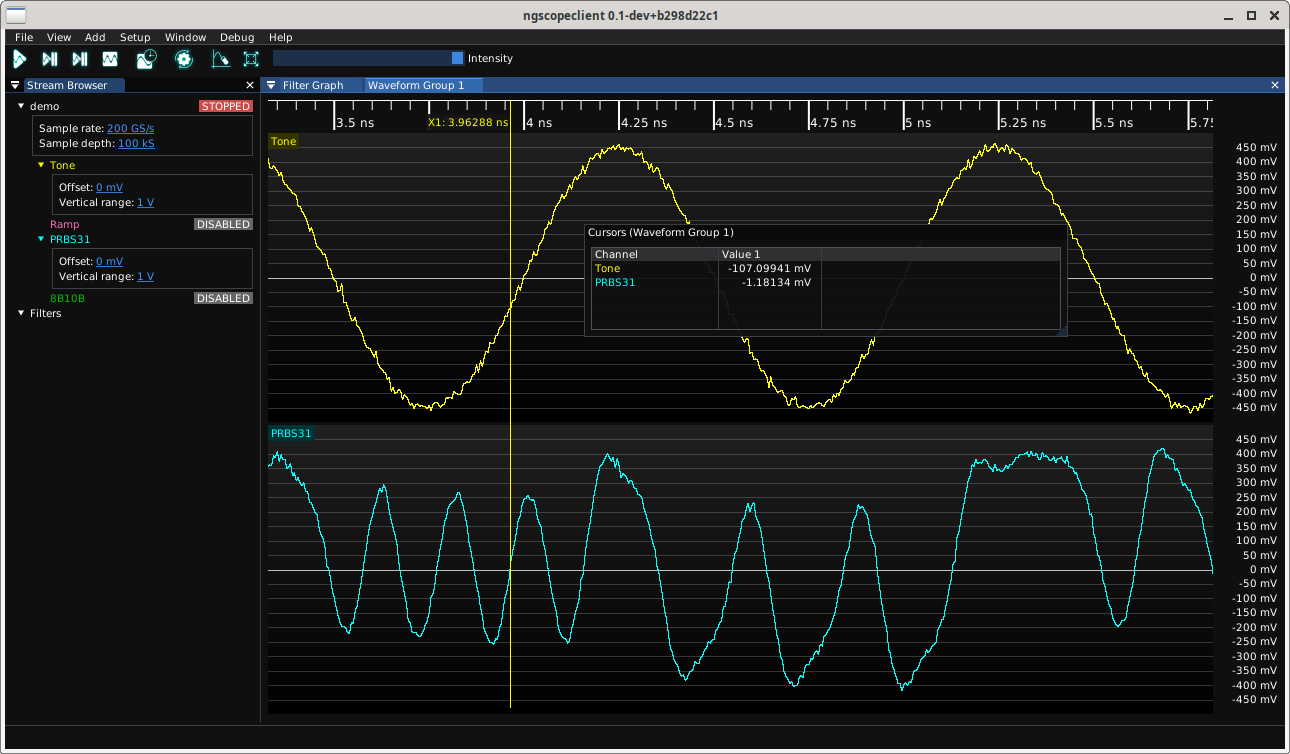 ngscopeclient 0.1-dev+b298d22c1
File View Add Setup Window Debug Help
Intensity
Stream Browser
Filter Graph Waveform Group 1
demo STOPPED
Sample rate: 200 GS/s
Sample depth: 100 kS
Tone
Offset: 0 mV
Vertical range: 1 V
Ramp DISABLED
PRBS31
Offset: 0 mV
Vertical range: 1 V
8B10B DISABLED
Filters
3.5 ns X1: 3.96288 ns 4 ns 4.25 ns 4.5 ns 4.75 ns 5 ns 5.25 ns 5.5 ns 5.75
Tone
450 mV
400 mV
350 mV
300 mV
250 mV
200 mV
150 mV
100 mV
50 mV
0 mV
-50 mV
-100 mV
-150 mV
-200 mV
-250 mV
-300 mV
-350 mV
-400 mV
-450 mV
Cursors (Waveform Group 1)
Channel Value 1
Tone -107.09941 mV
PRBS31 -1.18134 mV
PRBS31
450 mV
400 mV
350 mV
300 mV
250 mV
200 mV
150 mV
100 mV
50 mV
0 mV
-50 mV
-100 mV
-150 mV
-200 mV
-250 mV
-300 mV
-350 mV
-400 mV
-450 mV